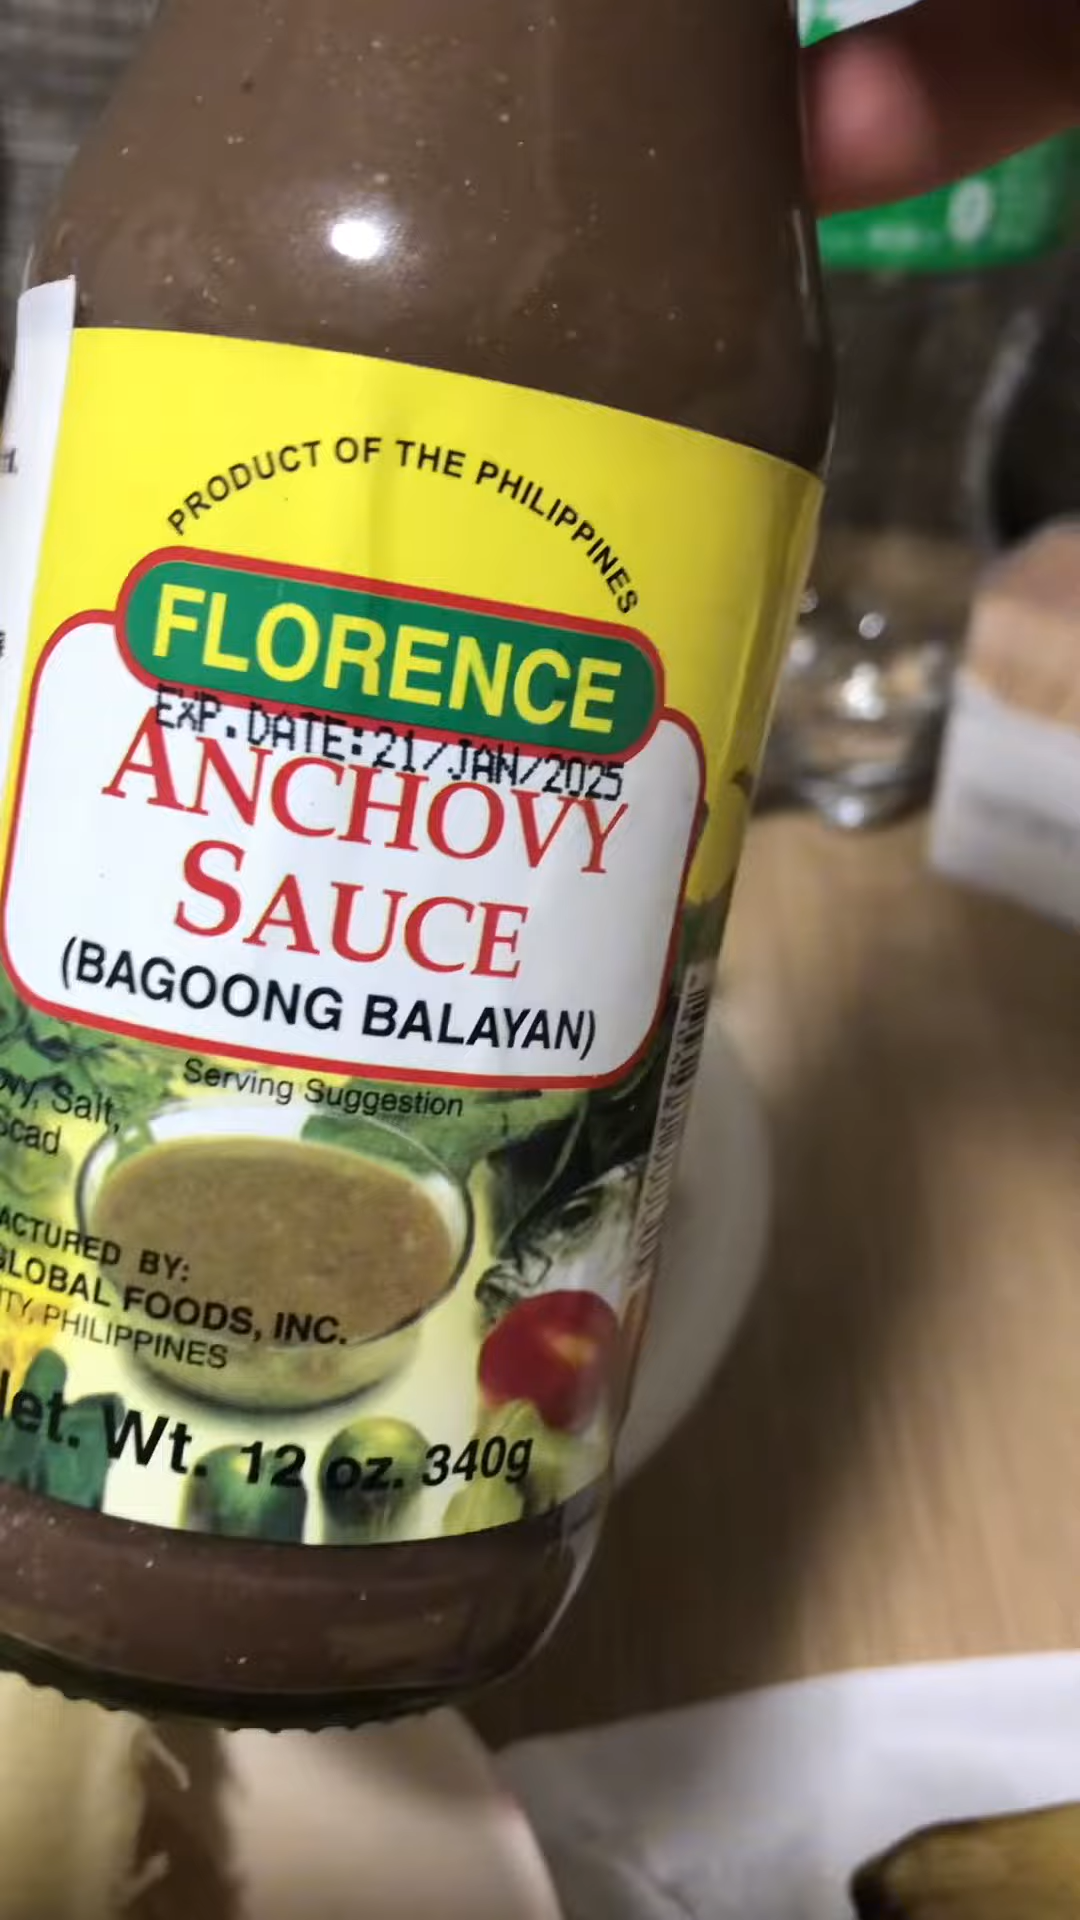 PRODUCT OF THE PHILIPPINES
FLORENCE
EXP.DATE:21/JAN/2025
ANCHOVY
SAUCE
(BAGOONG BALAYAN)
Serving Suggestion
Salt,
Scad
BY:
GLOBAL FOODS, INC.
PHILIPPINES
Wt. 12 oz. 340g
0